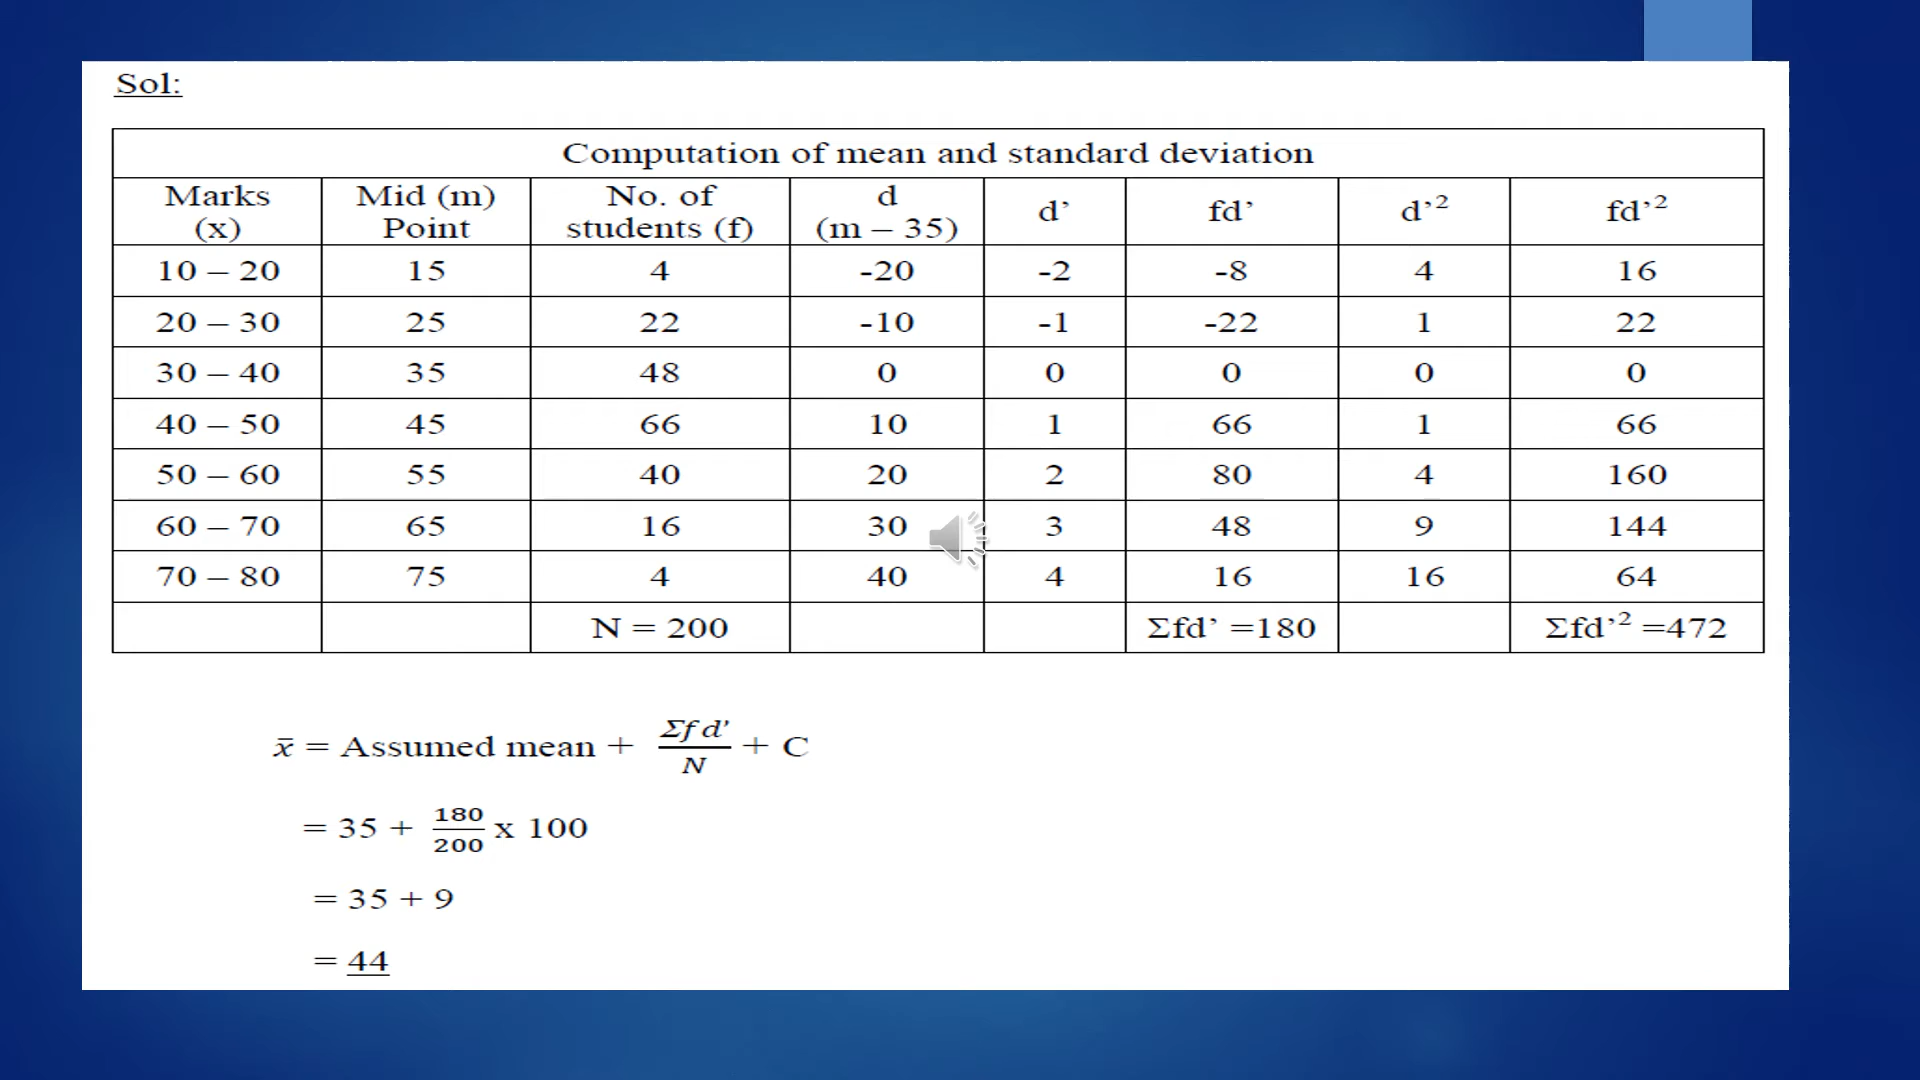 Sol:
Computation of mean and standard deviation
Marks (x) Mid (m) Point No. of students (f) d (m – 35) d’ fd’ d’² fd’²
10 – 20 15 4 -20 -2 -8 4 16
20 – 30 25 22 -10 -1 -22 1 22
30 – 40 35 48 0 0 0 0 0
40 – 50 45 66 10 1 66 1 66
50 – 60 55 40 20 2 80 4 160
60 – 70 65 16 30 3 48 9 144
70 – 80 75 4 40 4 16 16 64
N = 200 Σfd’ =180 Σfd’² =472
x̄ = Assumed mean + Σfd’/N + C
= 35 + 180/200 x 100
= 35 + 9
= 44